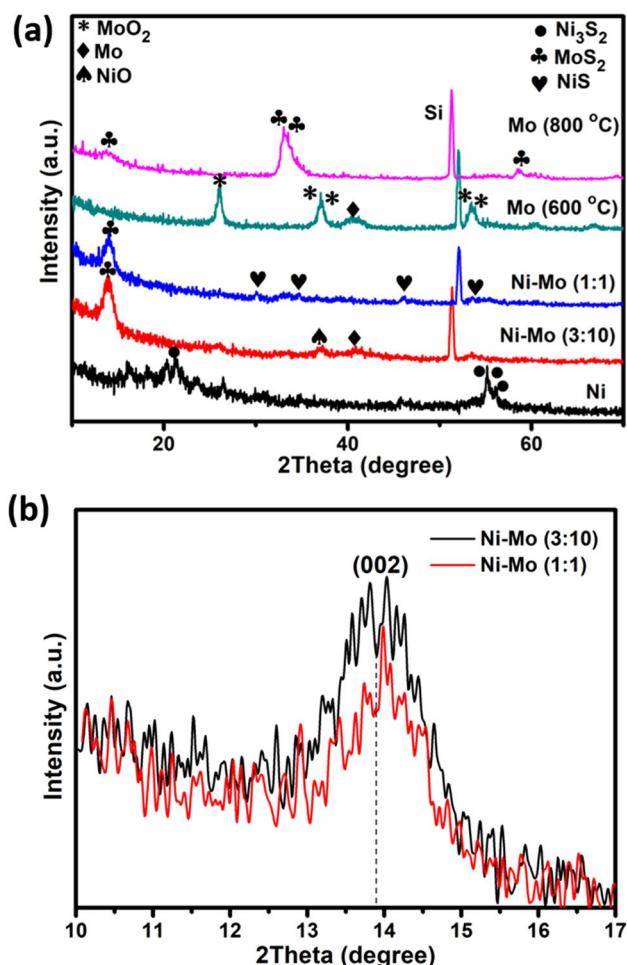 (a)
* MoO₂
♦ Mo
♠ NiO
● Ni₃S₂
♣ MoS₂
♥ NiS
Si
Mo (800 °C)
Mo (600 °C)
Ni-Mo (1:1)
Ni-Mo (3:10)
Ni
Intensity (a.u.)
20 40 60
2Theta (degree)
(b)
Ni-Mo (3:10)
Ni-Mo (1:1)
(002)
Intensity (a.u.)
10 11 12 13 14 15 16 17
2Theta (degree)